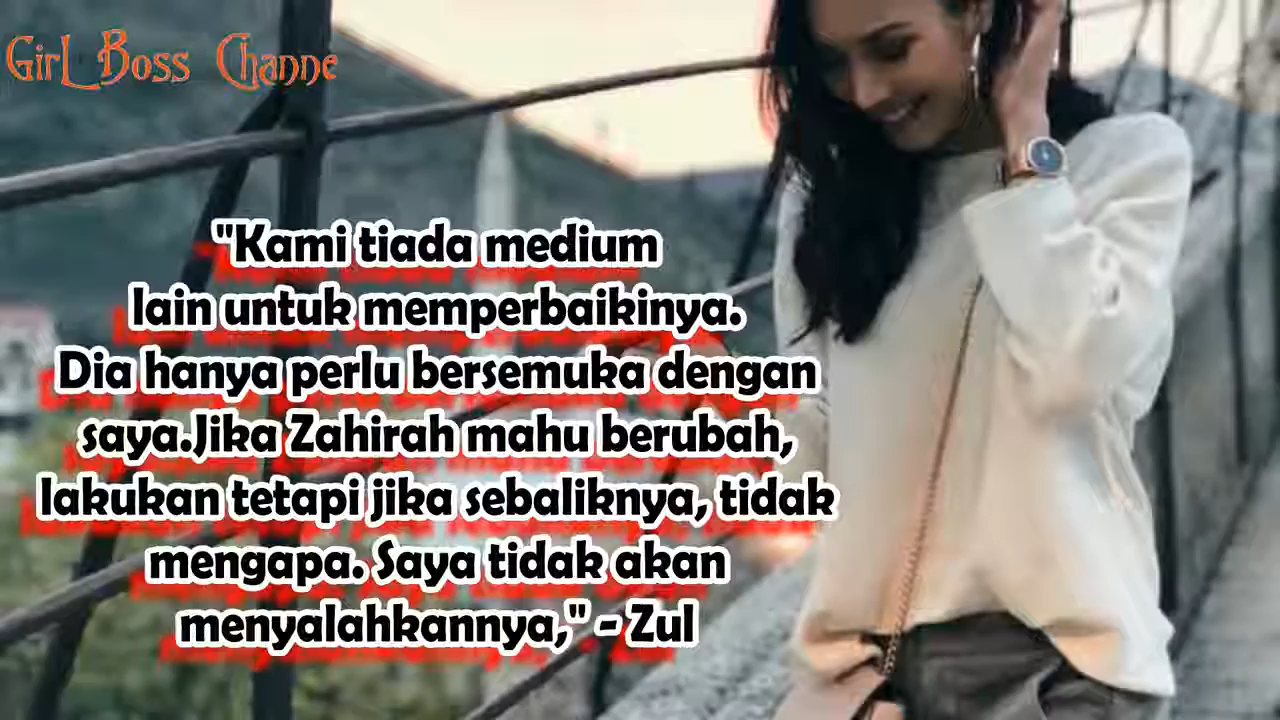 GirL Boss Channe
"Kami tiada medium
lain untuk memperbaikinya.
Dia hanya perlu bersemuka dengan
saya.Jika Zahirah mahu berubah,
lakukan tetapi jika sebaliknya, tidak
mengapa. Saya tidak akan
menyalahkannya," - Zul